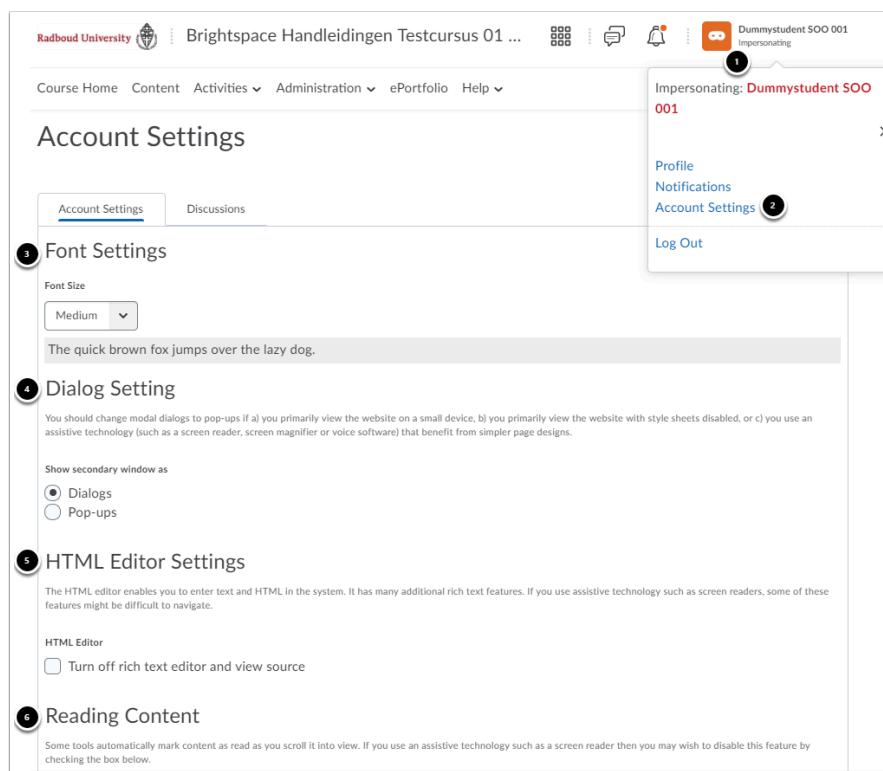 Radboud University
Brightspace Handleidingen Testcursus 01 ...
Dummystudent SOO 001
Impersonating
1
Course Home Content Activities Administration ePortfolio Help
Impersonating: Dummystudent SOO
001
Account Settings
Profile
Notifications
Account Settings 2
Log Out
Account Settings Discussions
3 Font Settings
Font Size
Medium
The quick brown fox jumps over the lazy dog.
4 Dialog Setting
You should change modal dialogs to pop-ups if a) you primarily view the website on a small device, b) you primarily view the website with style sheets disabled, or c) you use an
assistive technology (such as a screen reader, screen magnifier or voice software) that benefit from simpler page designs.
Show secondary window as
Dialogs
Pop-ups
5 HTML Editor Settings
The HTML editor enables you to enter text and HTML in the system. It has many additional rich text features. If you use assistive technology such as screen readers, some of these
features might be difficult to navigate.
HTML Editor
Turn off rich text editor and view source
6 Reading Content
Some tools automatically mark content as read as you scroll it into view. If you use an assistive technology such as a screen reader then you may wish to disable this feature by
checking the box below.